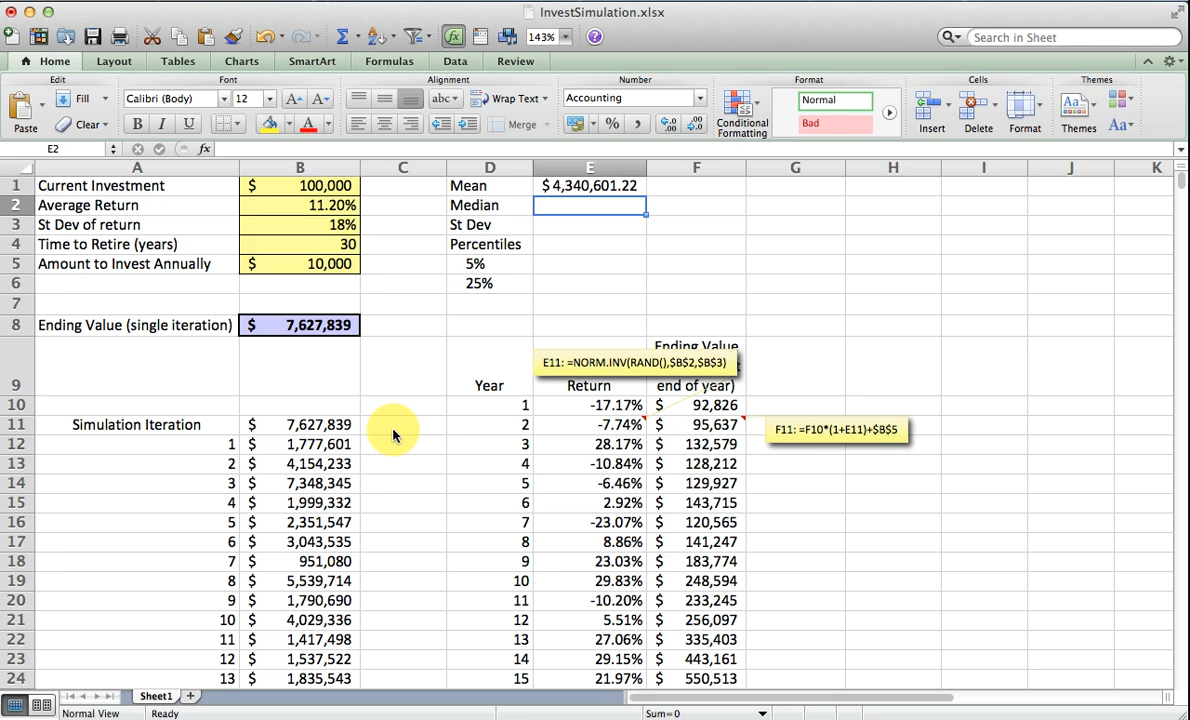 InvestSimulation.xlsx
143%
Search in Sheet
Home Layout Tables Charts SmartArt Formulas Data Review
Edit Font Alignment Number Format Cells Themes
Fill Calibri (Body) 12 A A abc Wrap Text Accounting Normal
Paste Clear B I U A Merge % , Conditional Formatting Bad Insert Delete Format Themes Aa
E2 fx
A B C D E F G H I J K
1 Current Investment $ 100,000 Mean $4,340,601.22
2 Average Return 11.20% Median
3 St Dev of return 18% St Dev
4 Time to Retire (years) 30 Percentiles
5 Amount to Invest Annually $ 10,000 5%
6 25%
7
8 Ending Value (single iteration) $ 7,627,839
Ending Value
E11: =NORM.INV(RAND(),$B$2,$B$3)
9 Year Return end of year)
10 1 -17.17% $ 92,826
11 Simulation Iteration $ 7,627,839 2 -7.74% $ 95,637 F11: =F10*(1+E11)+$B$5
12 1 $ 1,777,601 3 28.17% $ 132,579
13 2 $ 4,154,233 4 -10.84% $ 128,212
14 3 $ 7,348,345 5 -6.46% $ 129,927
15 4 $ 1,999,332 6 2.92% $ 143,715
16 5 $ 2,351,547 7 -23.07% $ 120,565
17 6 $ 3,043,535 8 8.86% $ 141,247
18 7 $ 951,080 9 23.03% $ 183,774
19 8 $ 5,539,714 10 29.83% $ 248,594
20 9 $ 1,790,690 11 -10.20% $ 233,245
21 10 $ 4,029,336 12 5.51% $ 256,097
22 11 $ 1,417,498 13 27.06% $ 335,403
23 12 $ 1,537,522 14 29.15% $ 443,161
24 13 $ 1,835,543 15 21.97% $ 550,513
Sheet1
Normal View Ready Sum=0